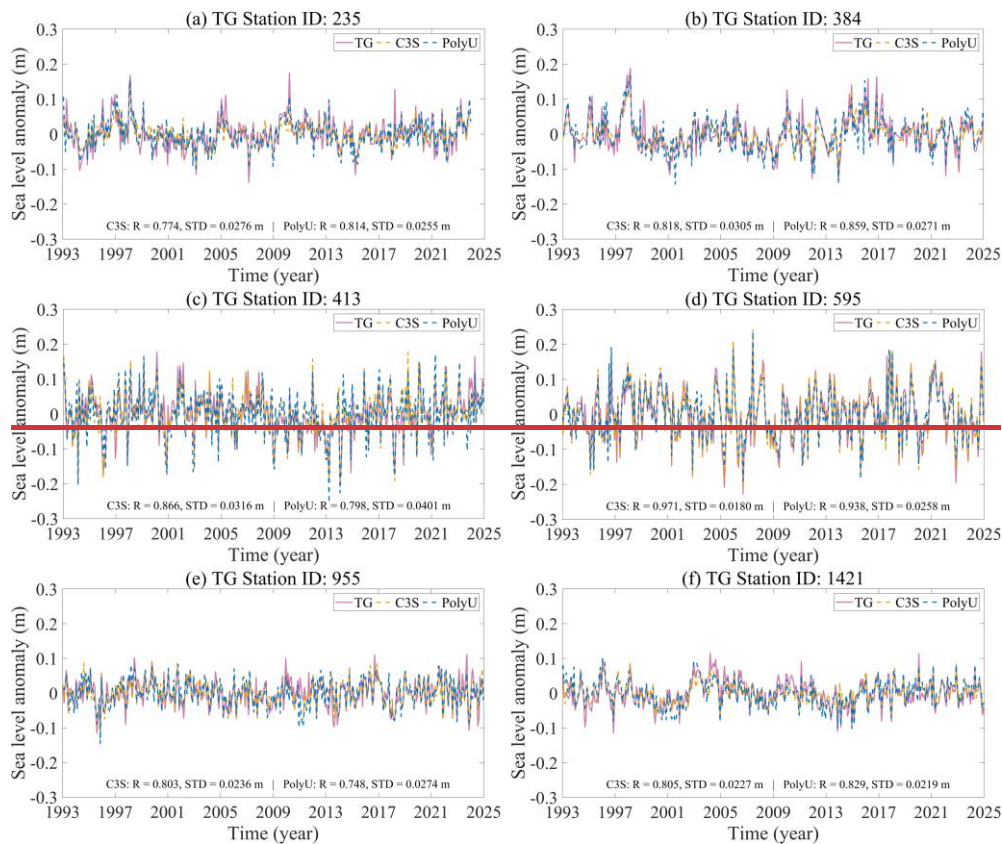 (a) TG Station ID: 235
TG C3S PolyU
Sea level anomaly (m)
0.3
0.2
0.1
0
-0.1
-0.2
-0.3
C3S: R = 0.774, STD = 0.0276 m | PolyU: R = 0.814, STD = 0.0255 m
1993 1997 2001 2005 2009 2013 2017 2021 2025
Time (year)
(b) TG Station ID: 384
TG C3S PolyU
Sea level anomaly (m)
0.3
0.2
0.1
0
-0.1
-0.2
-0.3
C3S: R = 0.818, STD = 0.0305 m | PolyU: R = 0.859, STD = 0.0271 m
1993 1997 2001 2005 2009 2013 2017 2021 2025
Time (year)
(c) TG Station ID: 413
TG C3S PolyU
Sea level anomaly (m)
0.3
0.2
0.1
0
-0.1
-0.2
-0.3
C3S: R = 0.866, STD = 0.0316 m | PolyU: R = 0.798, STD = 0.0401 m
1993 1997 2001 2005 2009 2013 2017 2021 2025
Time (year)
(d) TG Station ID: 595
TG C3S PolyU
Sea level anomaly (m)
0.3
0.2
0.1
0
-0.1
-0.2
-0.3
C3S: R = 0.971, STD = 0.0180 m | PolyU: R = 0.938, STD = 0.0258 m
1993 1997 2001 2005 2009 2013 2017 2021 2025
Time (year)
(e) TG Station ID: 955
TG C3S PolyU
Sea level anomaly (m)
0.3
0.2
0.1
0
-0.1
-0.2
-0.3
C3S: R = 0.803, STD = 0.0236 m | PolyU: R = 0.748, STD = 0.0274 m
1993 1997 2001 2005 2009 2013 2017 2021 2025
Time (year)
(f) TG Station ID: 1421
TG C3S PolyU
Sea level anomaly (m)
0.3
0.2
0.1
0
-0.1
-0.2
-0.3
C3S: R = 0.805, STD = 0.0227 m | PolyU: R = 0.829, STD = 0.0219 m
1993 1997 2001 2005 2009 2013 2017 2021 2025
Time (year)